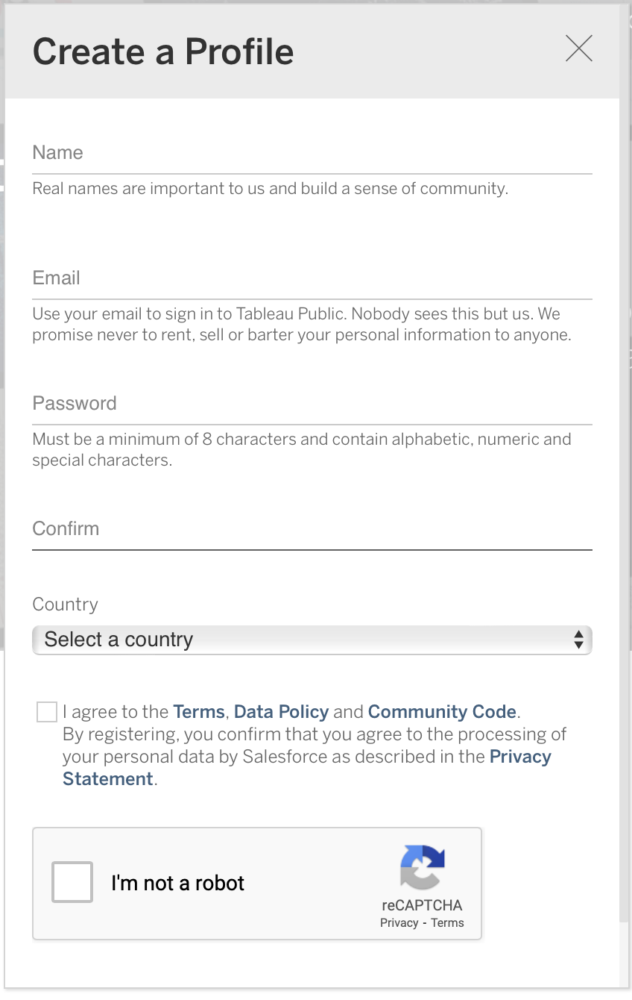 Create a Profile
Name
Real names are important to us and build a sense of community.
Email
Use your email to sign in to Tableau Public. Nobody sees this but us. We
promise never to rent, sell or barter your personal information to anyone.
Password
Must be a minimum of 8 characters and contain alphabetic, numeric and
special characters.
Confirm
Country
Select a country
I agree to the Terms, Data Policy and Community Code.
By registering, you confirm that you agree to the processing of
your personal data by Salesforce as described in the Privacy
Statement.
I'm not a robot
reCAPTCHA
Privacy - Terms